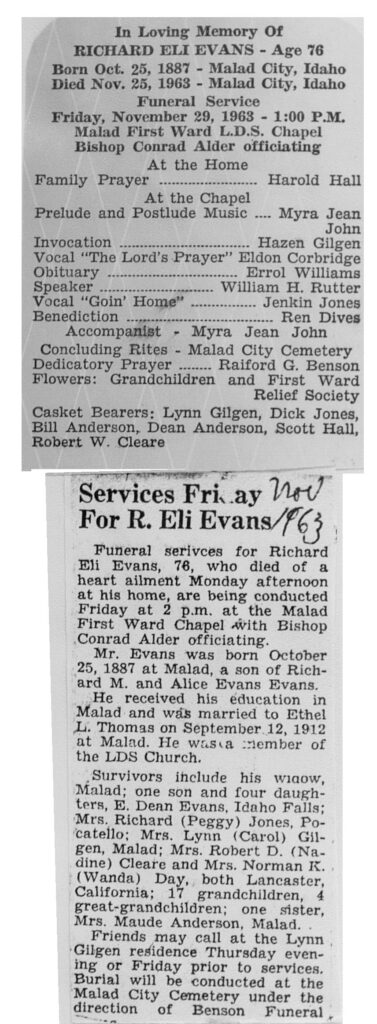 In Loving Memory Of
RICHARD ELI EVANS - Age 76
Born Oct. 25, 1887 - Malad City, Idaho
Died Nov. 25, 1963 - Malad City, Idaho
Funeral Service
Friday, November 29, 1963 - 1:00 P.M.
Malad First Ward L.D.S. Chapel
Bishop Conrad Alder officiating
At the Home
Family Prayer .................... Harold Hall
At the Chapel
Prelude and Postlude Music .... Myra Jean
John
Invocation .......................... Hazen Gilgen
Vocal "The Lord's Prayer" Eldon Corbridge
Obituary .......................... Errol Williams
Speaker ...................... William H. Rutter
Vocal "Goin' Home" ................ Jenkin Jones
Benediction .............................. Ren Dives
Accompanist - Myra Jean John
Concluding Rites - Malad City Cemetery
Dedicatory Prayer ........ Raiford G. Benson
Flowers: Grandchildren and First Ward
Relief Society
Casket Bearers: Lynn Gilgen, Dick Jones,
Bill Anderson, Dean Anderson, Scott Hall,
Robert W. Cleare
Services Friday Nov
For R. Eli Evans 1963
Funeral serivces for Richard
Eli Evans, 76, who died of a
heart ailment Monday afternoon
at his home, are being conducted
Friday at 2 p.m. at the Malad
First Ward Chapel with Bishop
Conrad Alder officiating.
Mr. Evans was born October
25, 1887 at Malad, a son of Rich-
ard M. and Alice Evans Evans.
He received his education in
Malad and was married to Ethel
L. Thomas on September 12, 1912
at Malad. He was a member of
the LDS Church.
Survivors include his widow,
Malad; one son and four daugh-
ters, E. Denn Evans, Idaho Falls;
Mrs. Richard (Peggy) Jones, Po-
catello; Mrs. Lynn (Carol) Gil-
gen, Malad; Mrs. Robert D. (Na-
dine) Cleare and Mrs. Norman K.
(Wanda) Day, both Lancaster,
California; 17 grandchildren, 4
great-grandchildren; one sister,
Mrs. Maude Anderson, Malad.
Friends may call at the Lynn
Gilgen residence Thursday even-
ing or Friday prior to services.
Burial will be conducted at the
Malad City Cemetery under the
direction of Benson Funeral